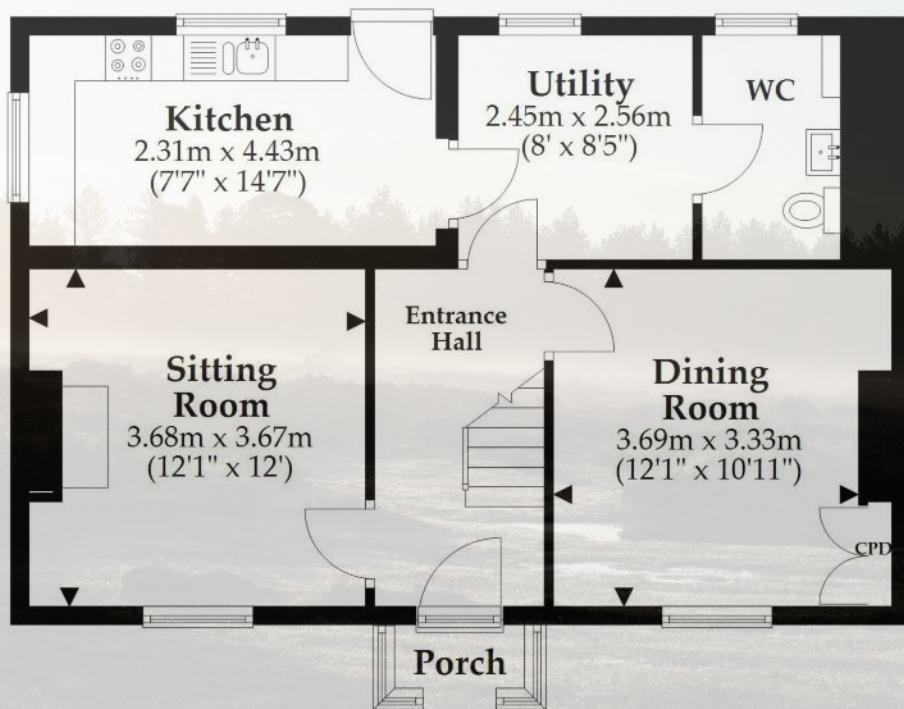 Kitchen
2.31m x 4.43m
(7'7" x 14'7")
Utility
2.45m x 2.56m
(8' x 8'5")
WC
Sitting
Room
3.68m x 3.67m
(12'1" x 12')
Entrance
Hall
Dining
Room
3.69m x 3.33m
(12'1" x 10'11")
CPD
Porch